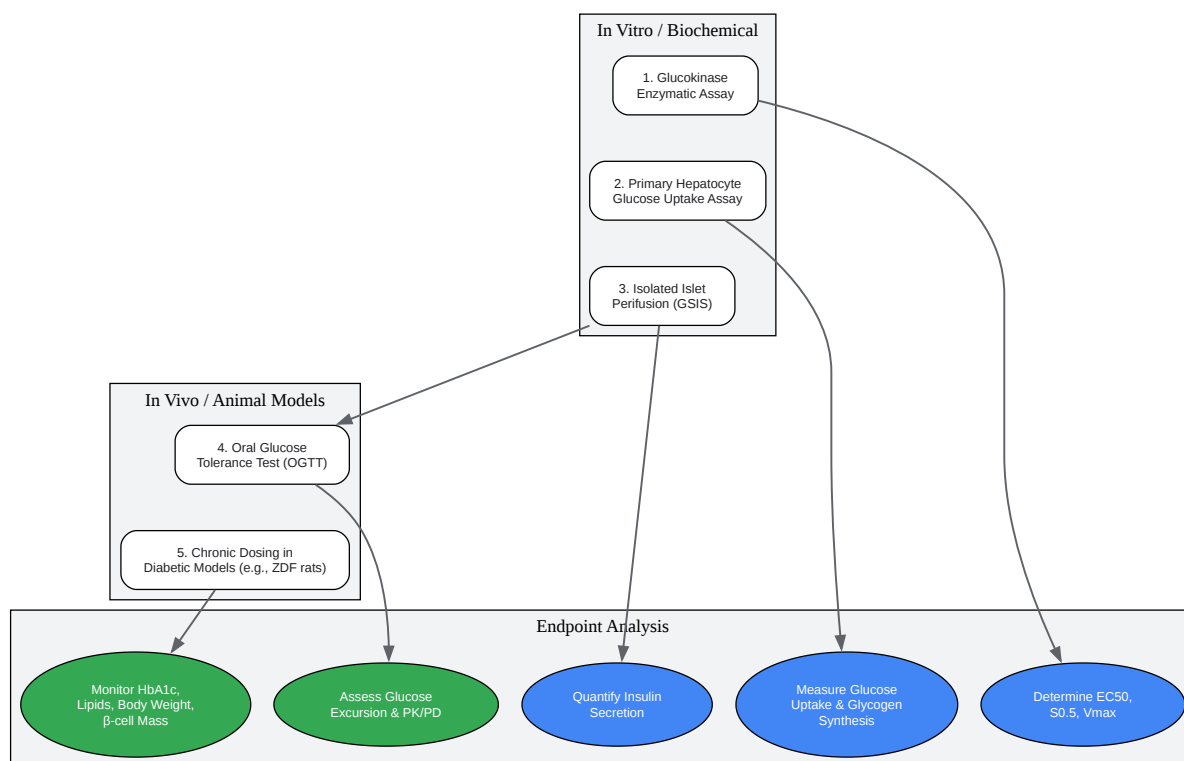 In Vitro / Biochemical
1. Glucokinase
Enzymatic Assay
2. Primary Hepatocyte
Glucose Uptake Assay
3. Isolated Islet
Perifusion (GSIS)
In Vivo / Animal Models
4. Oral Glucose
Tolerance Test (OGTT)
5. Chronic Dosing in
Diabetic Models (e.g., ZDF rats)
Endpoint Analysis
Monitor HbA1c,
Lipids, Body Weight,
β-cell Mass
Assess Glucose
Excursion & PK/PD
Quantify Insulin
Secretion
Measure Glucose
Uptake & Glycogen
Synthesis
Determine EC50,
S0.5, Vmax